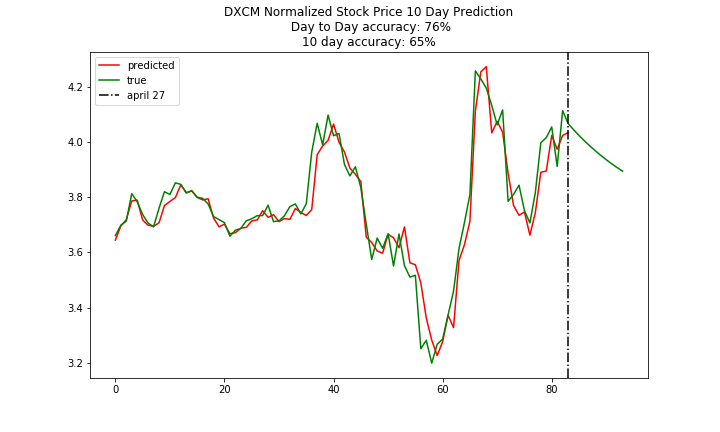 DXCM Normalized Stock Price 10 Day Prediction
Day to Day accuracy: 76%
10 day accuracy: 65%
predicted
true
april 27
4.2
4.0
3.8
3.6
3.4
3.2
0
20
40
60
80